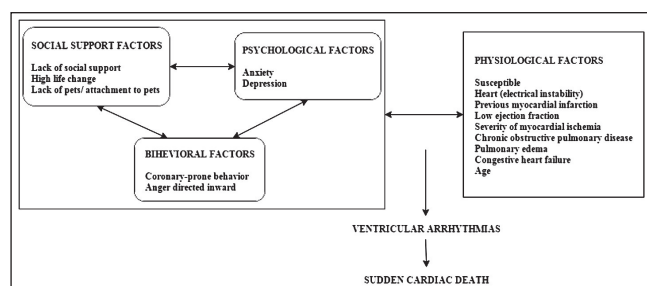 SOCIAL SUPPORT FACTORS
Lack of social support
High life change
Lack of pets/ attachment to pets
PSYCHOLOGICAL FACTORS
Anxiety
Depression
BIHEVIORAL FACTORS
Coronary-prone behavior
Anger directed inward
PHYSIOLOGICAL FACTORS
Susceptible
Heart (electrical instability)
Previous myocardial infarction
Low ejection fraction
Severity of myocardial ischemia
Chronic obstructive pulmonary disease
Pulmonary edema
Congestive heart failure
Age
VENTRICULAR ARRHYTHMIAS
SUDDEN CARDIAC DEATH